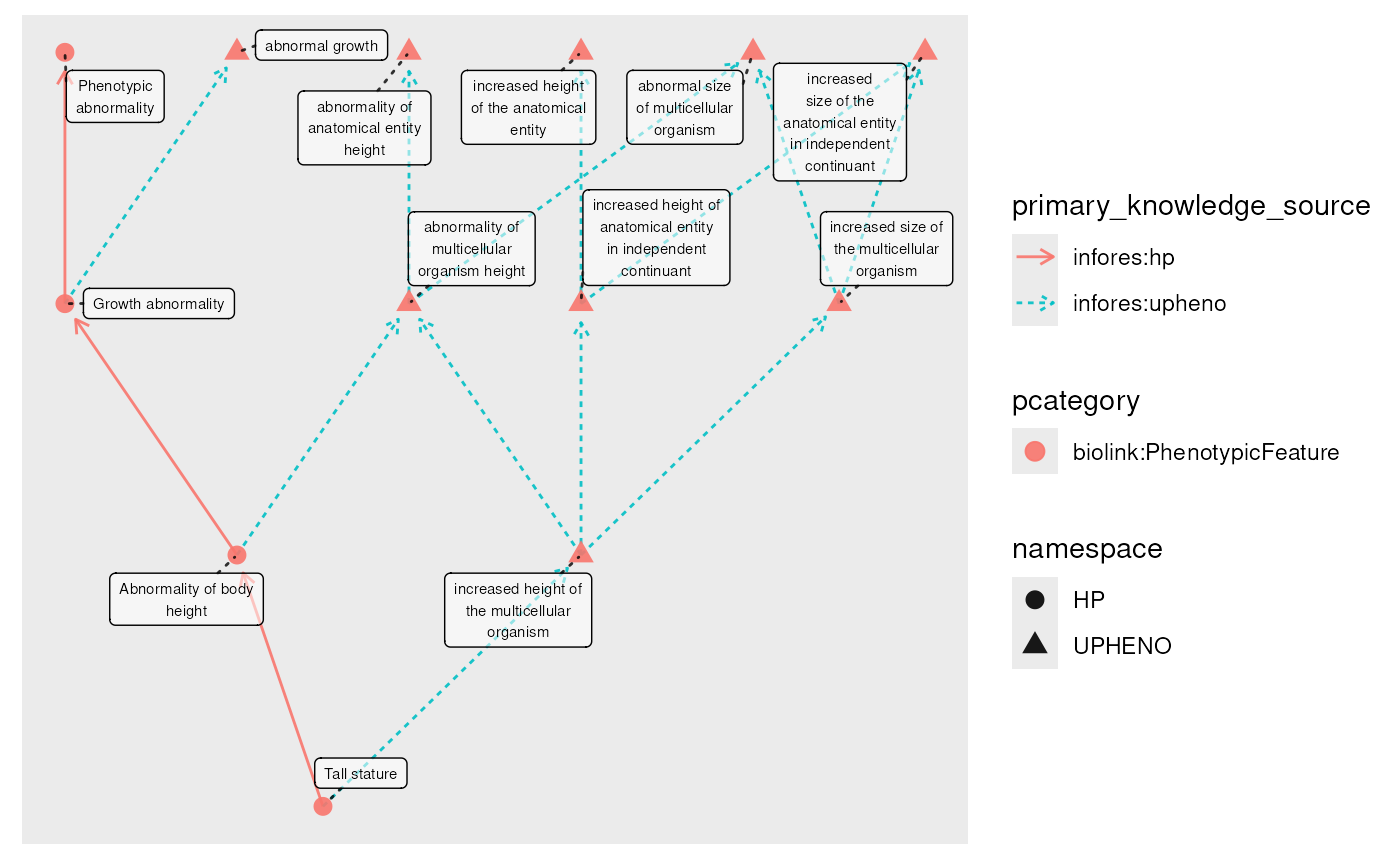 Phenotypic
abnormality
abnormal growth
abnormality of
anatomical entity
height
increased height
of the anatomical
entity
abnormal size
of multicellular
organism
increased
size of the
anatomical entity
in independent
continuant
abnormality of
multicellular
organism height
increased height of
anatomical entity
in independent
continuant
increased size of
the multicellular
organism
Growth abnormality
Abnormality of body
height
increased height of
the multicellular
organism
Tall stature
primary_knowledge_source
infores:hp
infores:upheno
pcategory
biolink:PhenotypicFeature
namespace
HP
UPHENO